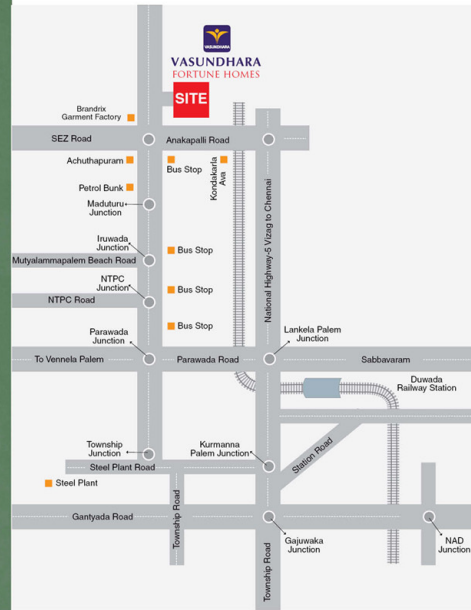 VASUNDHARA
VASUNDHARA
FORTUNE HOMES
SITE
Brandrix
Garment Factory
SEZ Road
Anakapalli Road
Achuthapuram
Bus Stop
Kondakarla
Ava
Petrol Bunk
Maduturu
Junction
National Highway-5 Vizag to Chennai
Iruwada
Junction
Bus Stop
Mutyalammapalem Beach Road
NTPC
Junction
Bus Stop
NTPC Road
Bus Stop
Parawada
Junction
Lankela Palem
Junction
To Vennela Palem
Parawada Road
Sabbavaram
Duwada
Railway Station
Township
Junction
Kurmanna
Palem Junction
Station Road
Steel Plant Road
Steel Plant
Township Road
Gantyada Road
Gajuwaka
Junction
NAD
Junction
Township Road